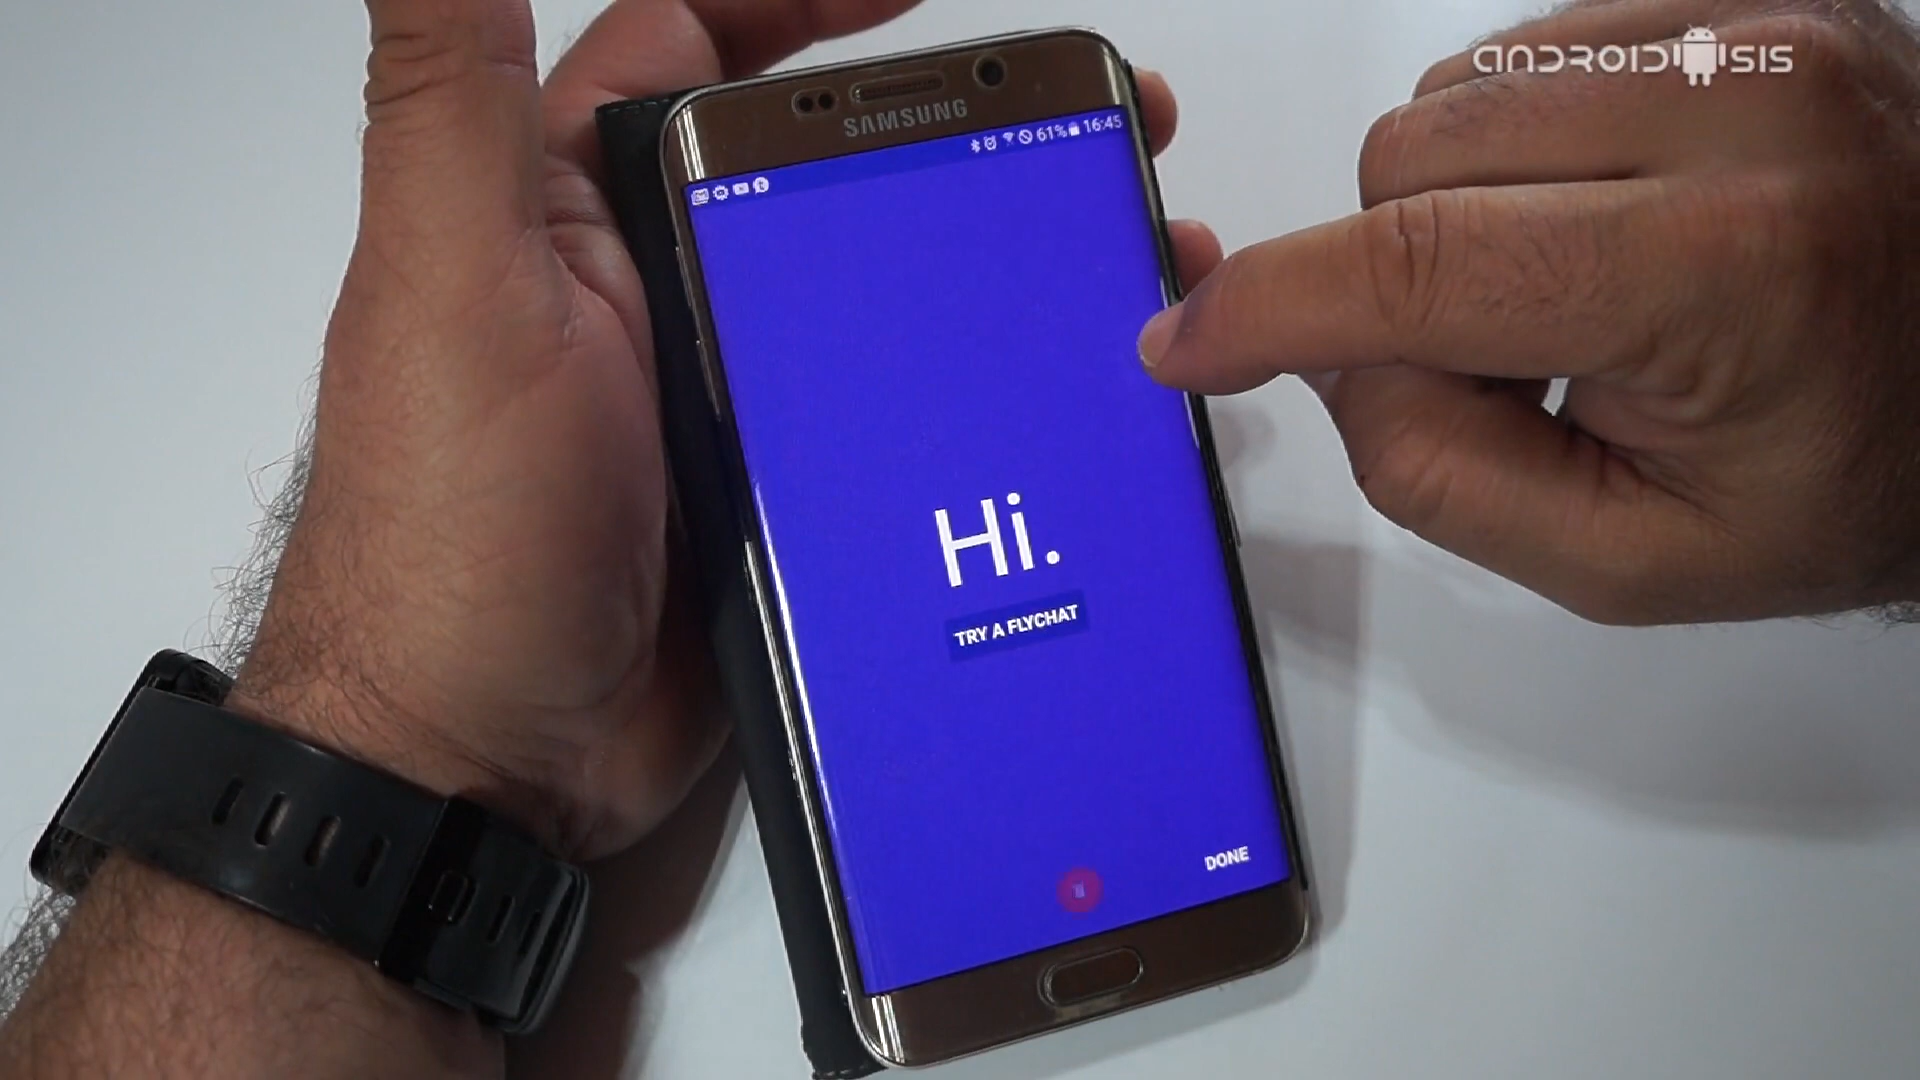 ANDROIDSIS
SAMSUNG
61% 16:45
Hi.
TRY A FLYCHAT
DONE